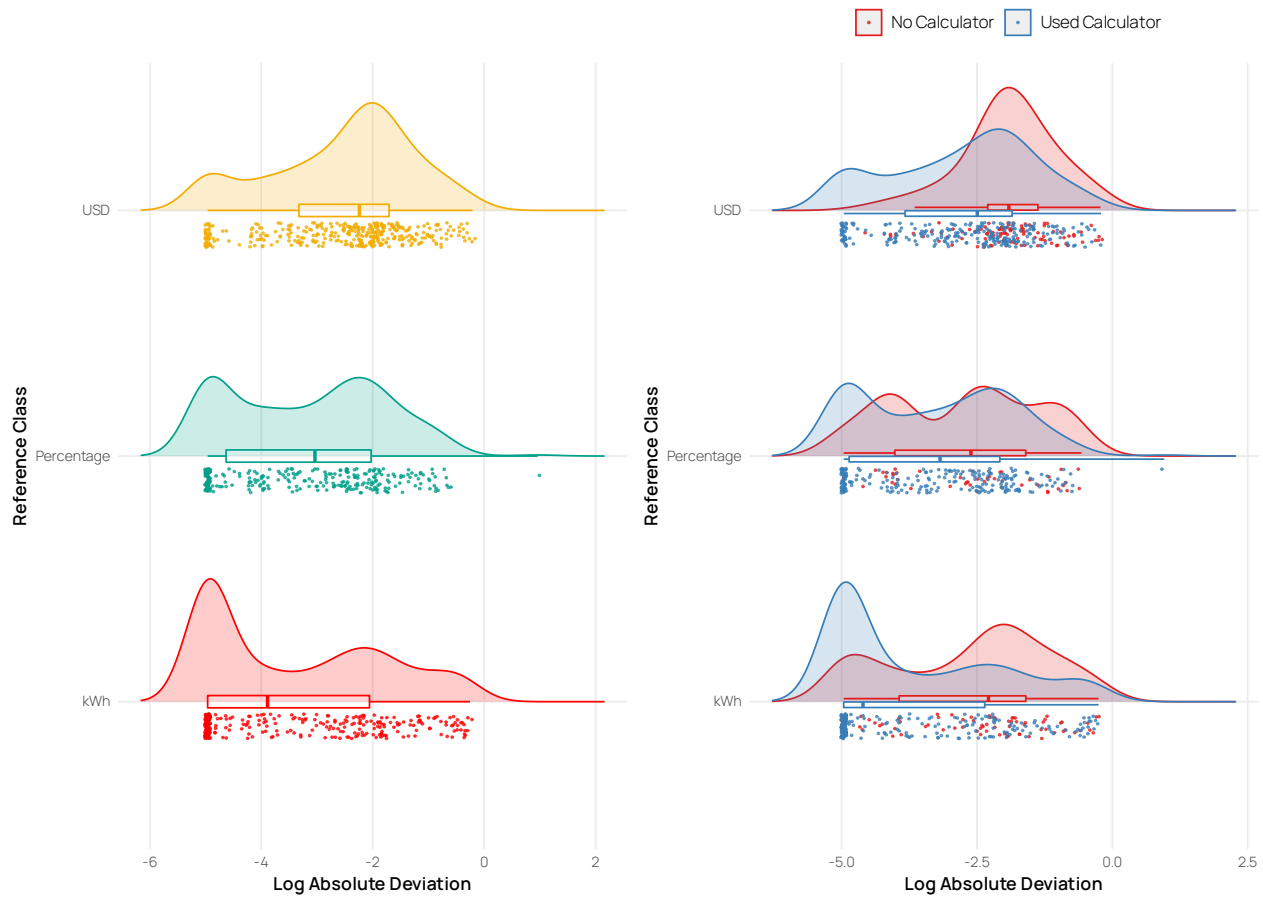 No Calculator Used Calculator
USD
Percentage
kWh
Reference Class
-6 -4 -2 0 2
Log Absolute Deviation
USD
Percentage
kWh
Reference Class
-5.0 -2.5 0.0 2.5
Log Absolute Deviation